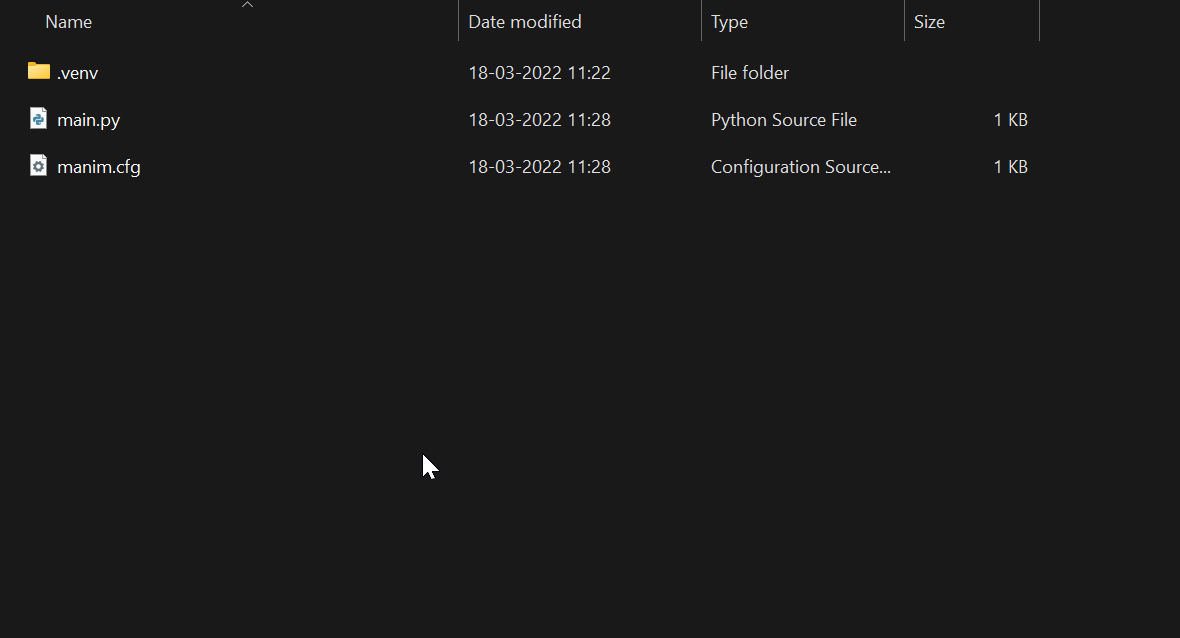 Name Date modified Type Size
.venv 18-03-2022 11:22 File folder
main.py 18-03-2022 11:28 Python Source File 1 KB
manim.cfg 18-03-2022 11:28 Configuration Source... 1 KB